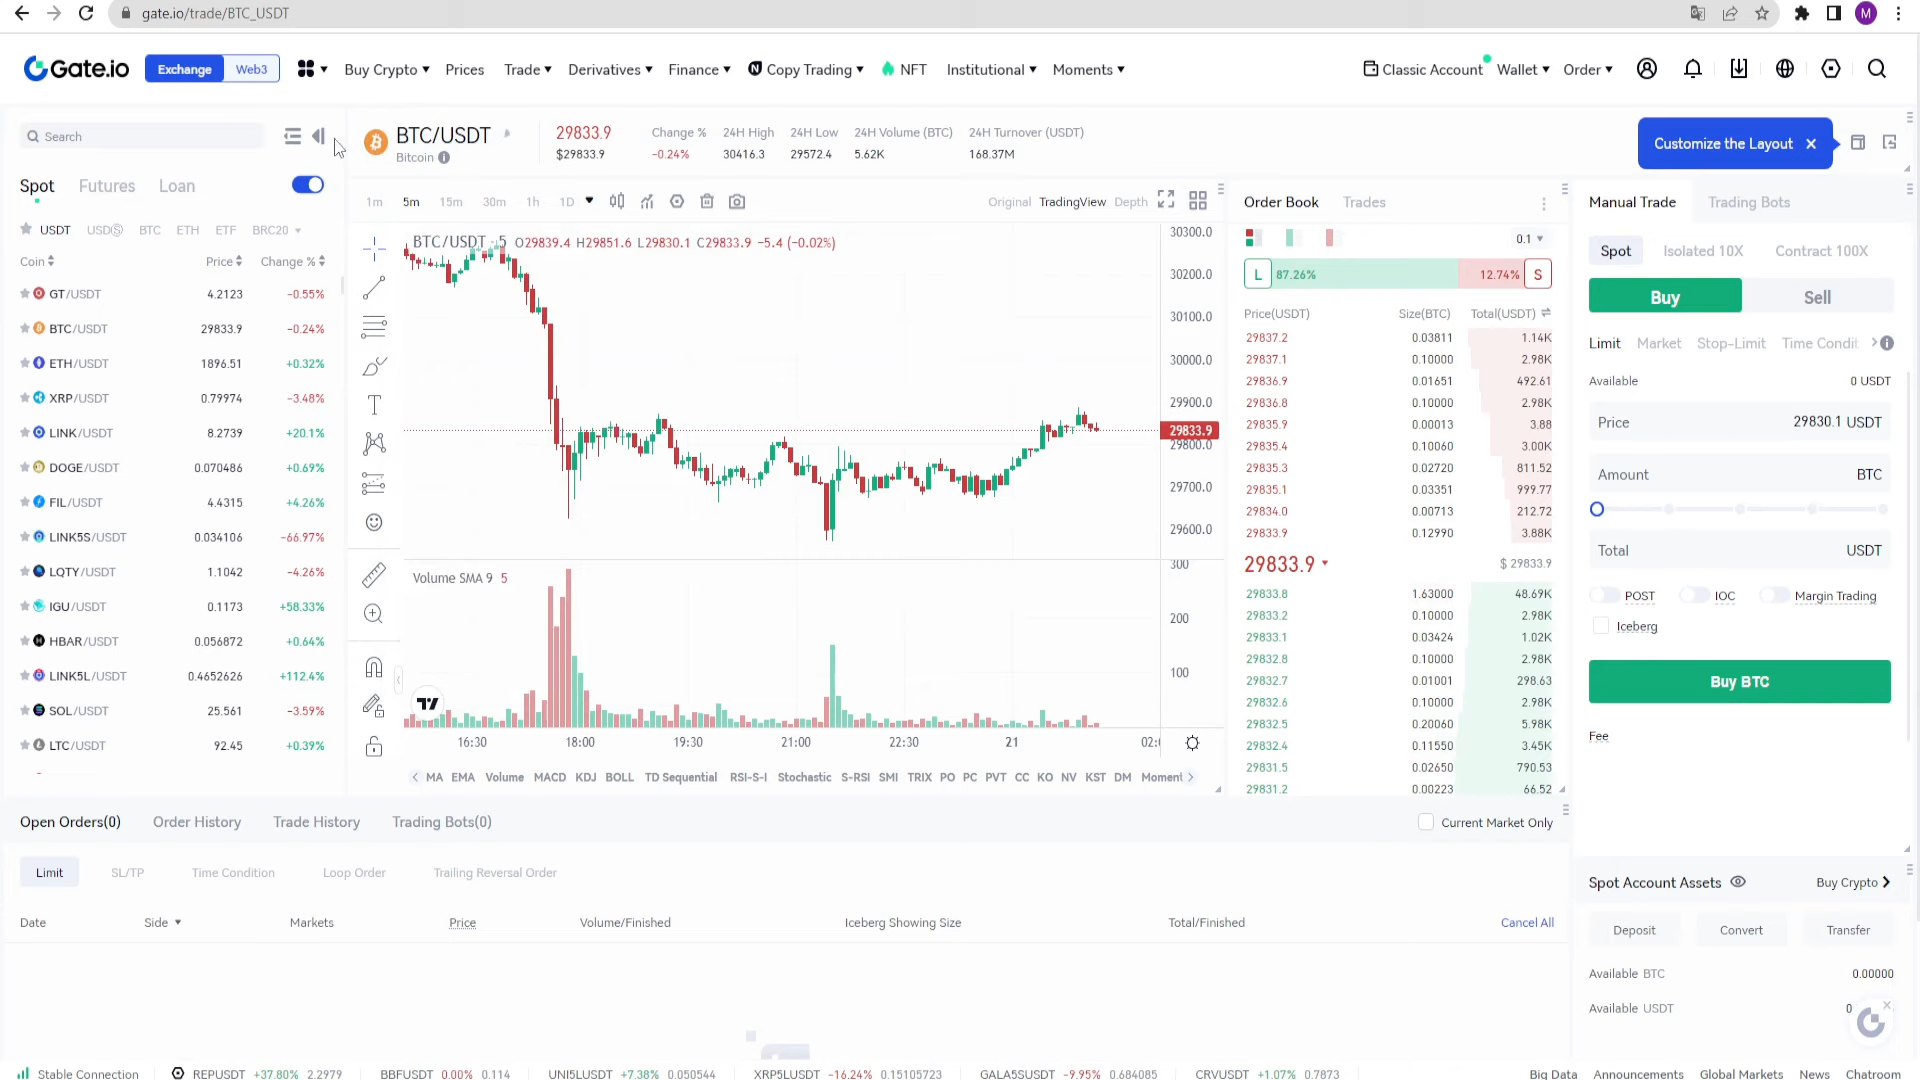 gate.io/trade/BTC_USDT
M
Gate.io Exchange Web3 Buy Crypto Prices Trade Derivatives Finance Copy Trading NFT Institutional Moments Classic Account Wallet Order
Search
BTC/USDT
Bitcoin
29833.9
$29833.9
Change %
-0.24%
24H High
30416.3
24H Low
29572.4
24H Volume (BTC)
5.62K
24H Turnover (USDT)
168.37M
Customize the Layout
Spot Futures Loan
USDT USDⓈ BTC ETH ETF BRC20
Coin Price Change %
GT/USDT 4.2123 -0.55%
BTC/USDT 29833.9 -0.24%
ETH/USDT 1896.51 +0.32%
XRP/USDT 0.79974 -3.48%
LINK/USDT 8.2739 +20.1%
DOGE/USDT 0.070486 +0.69%
FIL/USDT 4.4315 +4.26%
LINK5S/USDT 0.034106 -66.97%
LQTY/USDT 1.1042 -4.26%
IGU/USDT 0.1173 +58.33%
HBAR/USDT 0.056872 +0.64%
LINK5L/USDT 0.4652626 +112.4%
SOL/USDT 25.561 -3.59%
LTC/USDT 92.45 +0.39%
1m 5m 15m 30m 1h 1D Original TradingView Depth
BTC/USDT · 5 O29839.4 H29851.6 L29830.1 C29833.9 -5.4 (-0.02%)
30300.0
30200.0
30100.0
30000.0
29900.0
29833.9
29800.0
29700.0
29600.0
Volume SMA 9 5
300
200
100
16:30 18:00 19:30 21:00 22:30 21 02:
MA EMA Volume MACD KDJ BOLL TD Sequential RSI-S-I Stochastic S-RSI SMI TRIX PO PC PVT CC KO NV KST DM Moment
Order Book Trades
0.1
L 87.26% 12.74% S
Price(USDT) Size(BTC) Total(USDT)
29837.2 0.03811 1.14K
29837.1 0.10000 2.98K
29836.9 0.01651 492.61
29836.8 0.10000 2.98K
29835.9 0.00013 3.88
29835.4 0.10060 3.00K
29835.3 0.02720 811.52
29835.1 0.03351 999.77
29834.0 0.00713 212.72
29833.9 0.12990 3.88K
29833.9 $ 29833.9
29833.8 1.63000 48.69K
29833.2 0.10000 2.98K
29833.1 0.03424 1.02K
29832.8 0.10000 2.98K
29832.7 0.01001 298.63
29832.6 0.10000 2.98K
29832.5 0.20060 5.98K
29832.4 0.11550 3.45K
29831.5 0.02650 790.53
29831.2 0.00223 66.52
Manual Trade Trading Bots
Spot Isolated 10X Contract 100X
Buy Sell
Limit Market Stop-Limit Time Condit
Available 0 USDT
Price 29830.1 USDT
Amount BTC
Total USDT
POST IOC Margin Trading
Iceberg
Buy BTC
Fee
Open Orders(0) Order History Trade History Trading Bots(0) Current Market Only
Limit SL/TP Time Condition Loop Order Trailing Reversal Order
Date Side Markets Price Volume/Finished Iceberg Showing Size Total/Finished Cancel All
Spot Account Assets Buy Crypto
Deposit Convert Transfer
Available BTC 0.00000
Available USDT 0
Stable Connection REPUSDT +37.80% 2.2979 BBFUSDT 0.00% 0.114 UNI5LUSDT +7.38% 0.050544 XRP5LUSDT -16.24% 0.15105723 GALA5SUSDT -9.95% 0.684085 CRVUSDT +1.07% 0.7873 Big Data Announcements Global Markets News Chatroom